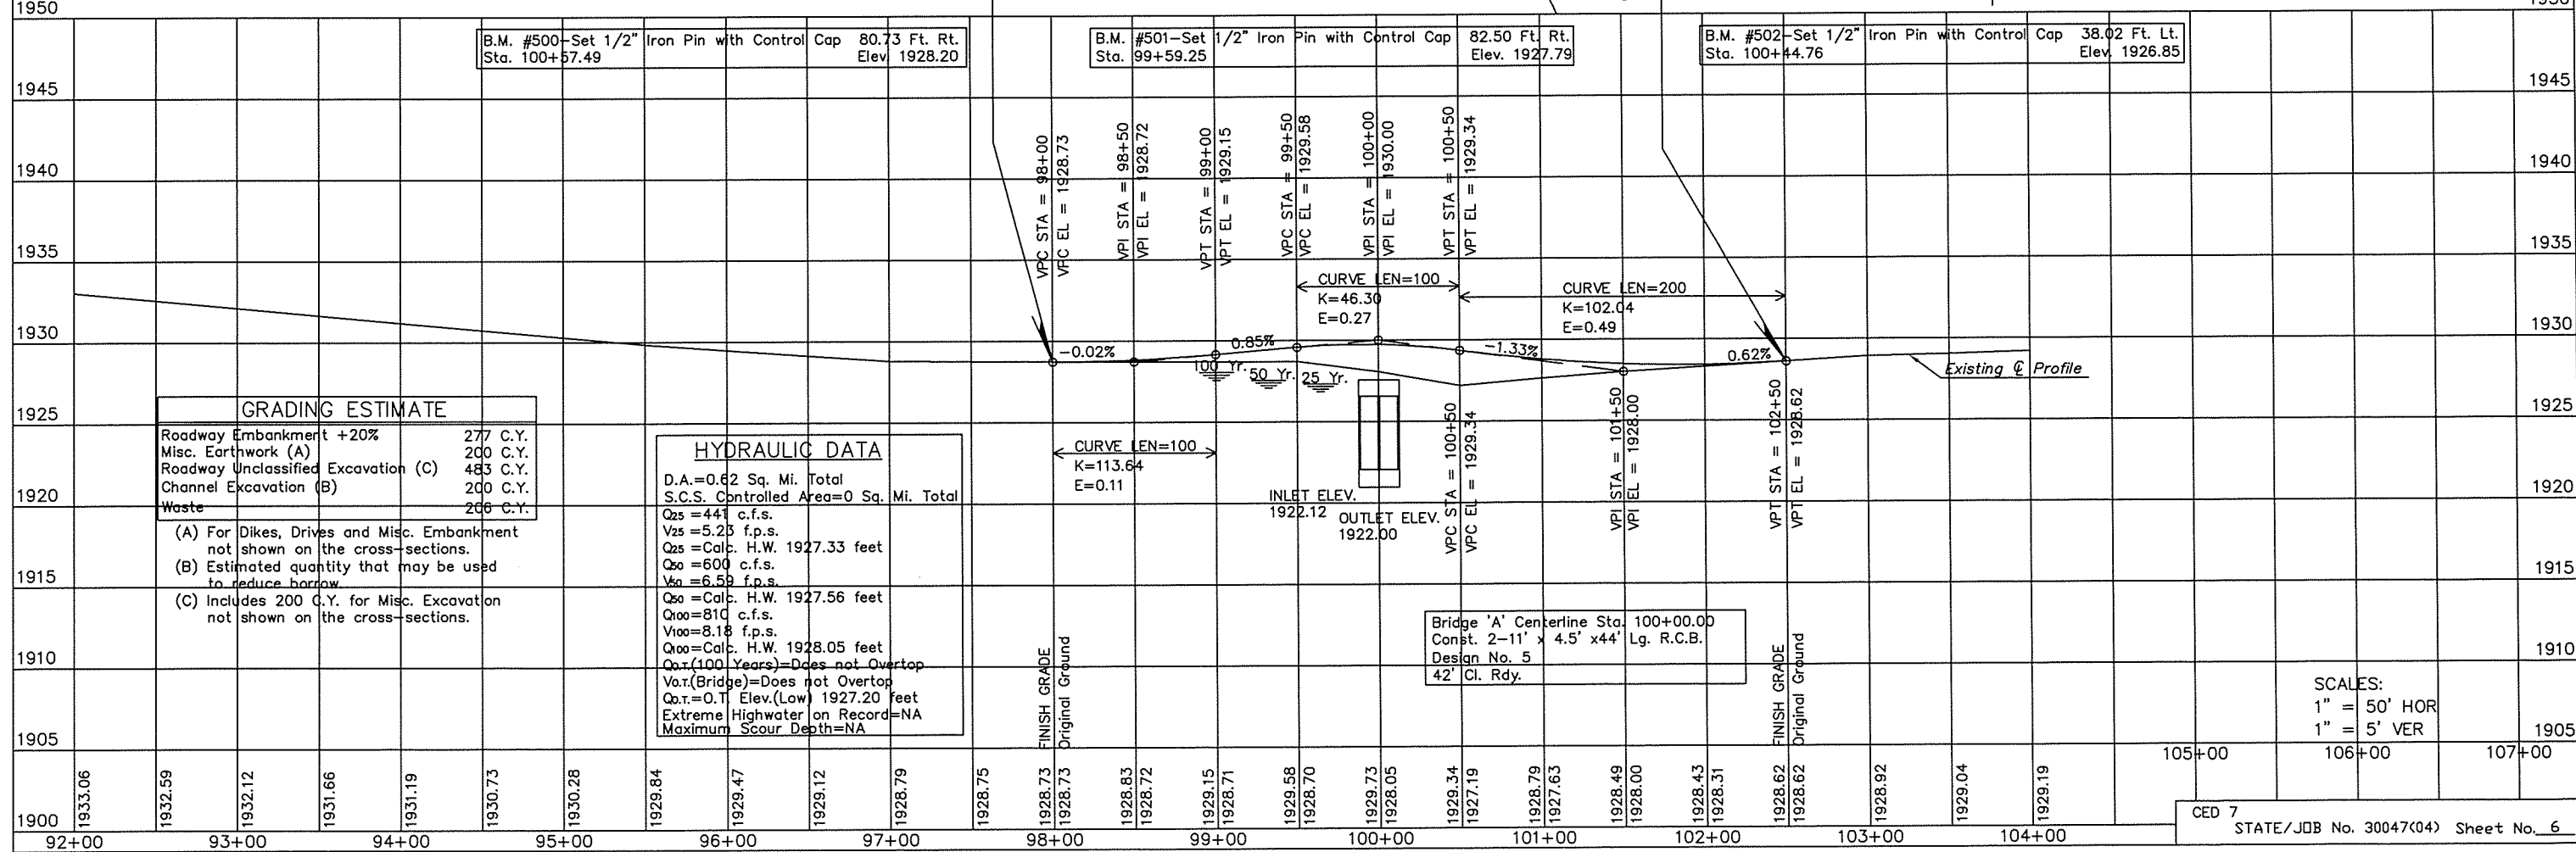 1950
B.M. #500-Set 1/2" Iron Pin with Control Cap 80.73 Ft. Rt.
Sta. 100+57.49 Elev. 1928.20
B.M. #501-Set 1/2" Iron Pin with Control Cap 82.50 Ft. Rt.
Sta. 99+59.25 Elev. 1927.79
B.M. #502-Set 1/2" Iron Pin with Control Cap 38.02 Ft. Lt.
Sta. 100+44.76 Elev. 1926.85
1945 1945
1940 1940
1935 1935
1930 1930
1925 1925
1920 1920
1915 1915
1910 1910
1905 1905
1900
VPC STA = 98+00
VPC EL = 1928.73
VPI STA = 98+50
VPI EL = 1928.72
VPT STA = 99+00
VPT EL = 1929.15
VPC STA = 99+50
VPC EL = 1929.58
VPI STA = 100+00
VPI EL = 1930.00
VPT STA = 100+50
VPT EL = 1929.34
CURVE LEN=100
K=46.30
E=0.27
CURVE LEN=200
K=102.04
E=0.49
-0.02%
0.85%
-1.33%
0.62%
100 Yr.
50 Yr.
25 Yr.
Existing ℄ Profile
GRADING ESTIMATE
Roadway Embankment +20% 277 C.Y.
Misc. Earthwork (A) 200 C.Y.
Roadway Unclassified Excavation (C) 483 C.Y.
Channel Excavation (B) 200 C.Y.
Waste 206 C.Y.
(A) For Dikes, Drives and Misc. Embankment
not shown on the cross-sections.
(B) Estimated quantity that may be used
to reduce borrow.
(C) Includes 200 C.Y. for Misc. Excavation
not shown on the cross-sections.
HYDRAULIC DATA
D.A.=0.62 Sq. Mi. Total
S.C.S. Controlled Area=0 Sq. Mi. Total
Q25 =441 c.f.s.
V25 =5.23 f.p.s.
Q25 =Calc. H.W. 1927.33 feet
Q50 =600 c.f.s.
V50 =6.59 f.p.s.
Q50 =Calc. H.W. 1927.56 feet
Q100=810 c.f.s.
V100=8.18 f.p.s.
Q100=Calc. H.W. 1928.05 feet
Qo.t.(100 Years)=Does not Overtop
Vo.t.(Bridge)=Does not Overtop
Qo.t.=O.T. Elev.(Low) 1927.20 feet
Extreme Highwater on Record=NA
Maximum Scour Depth=NA
CURVE LEN=100
K=113.64
E=0.11
INLET ELEV.
1922.12
OUTLET ELEV.
1922.00
VPC STA = 100+50
VPC EL = 1929.34
VPI STA = 101+50
VPI EL = 1928.00
VPT STA = 102+50
VPT EL = 1928.62
Bridge 'A' Centerline Sta. 100+00.00
Const. 2-11' x 4.5' x44' Lg. R.C.B.
Design No. 5
42' Cl. Rdy.
FINISH GRADE
Original Ground
FINISH GRADE
Original Ground
SCALES:
1" = 50' HOR
1" = 5' VER
105+00 106+00 107+00
1933.06
1932.59
1932.12
1931.66
1931.19
1930.73
1930.28
1929.84
1929.47
1929.12
1928.79
1928.75
1928.73
1928.73
1928.83
1928.72
1929.15
1928.71
1929.58
1928.70
1929.73
1928.05
1929.34
1927.19
1928.79
1927.63
1928.49
1928.00
1928.43
1928.31
1928.62
1928.62
1928.92
1929.04
1929.19
92+00 93+00 94+00 95+00 96+00 97+00 98+00 99+00 100+00 101+00 102+00 103+00 104+00
CED 7
STATE/JOB No. 30047(04) Sheet No. 6